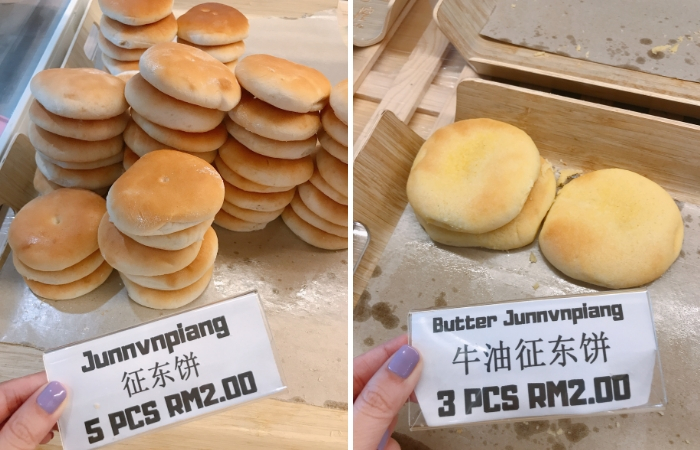 Junnvnpiang
征东饼
5 PCS RM2.00
Butter Junnvnpiang
牛油征东饼
3 PCS RM2.00